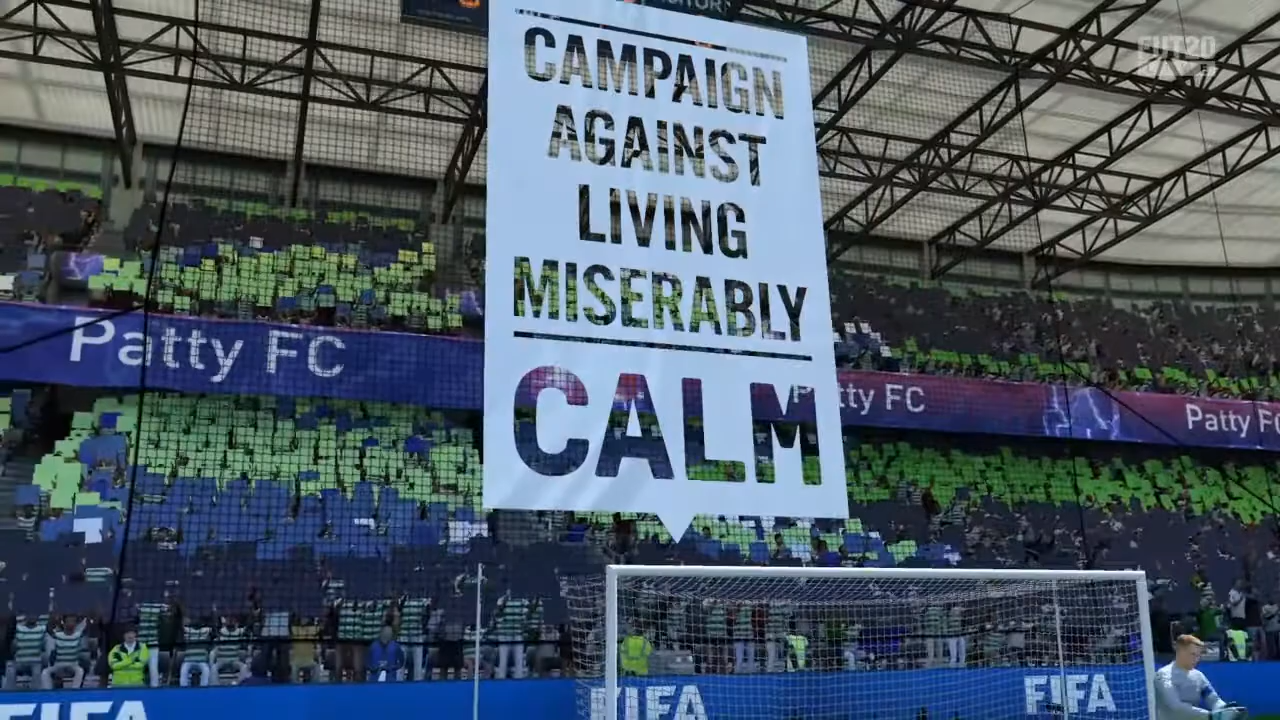 FUT20
CAMPAIGN
AGAINST
LIVING
MISERABLY
CALM
Patty FC
Patty FC
Patty FC
FIFA
FIFA
FIFA